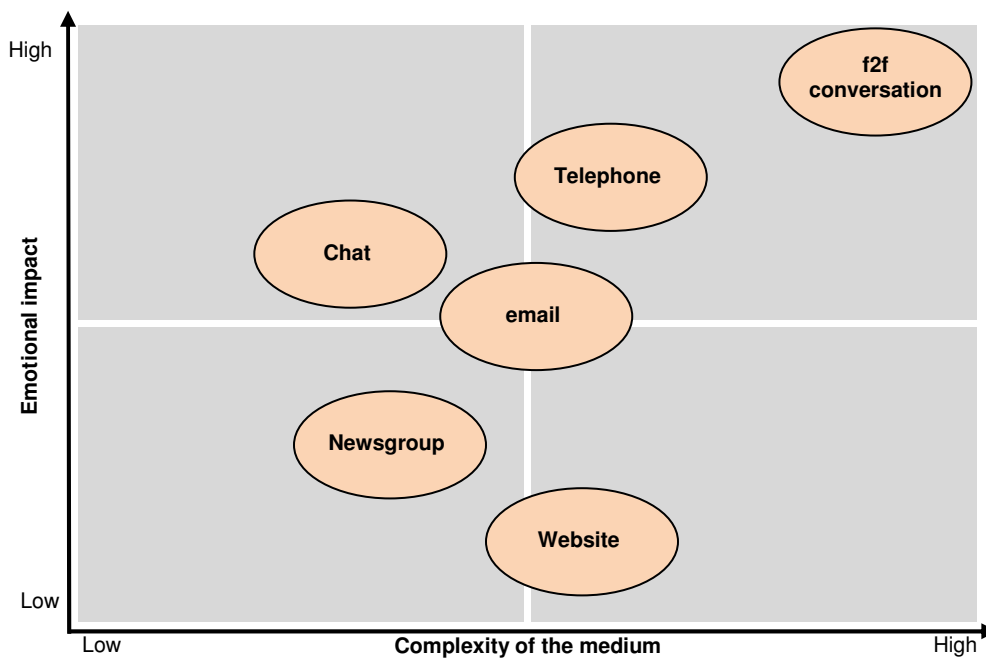 High
f2f
conversation
Telephone
Chat
email
Emotional impact
Newsgroup
Website
Low
Low
Complexity of the medium
High